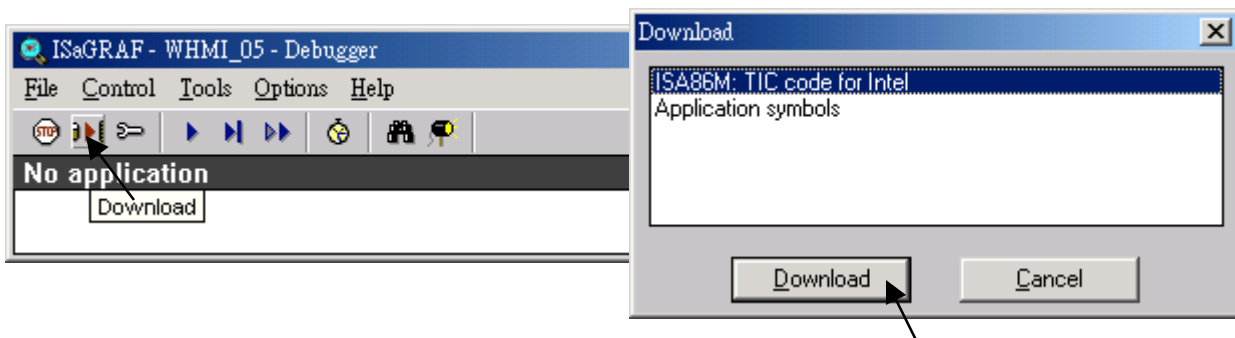 ISaGRAF - WHMI_05 - Debugger
File Control Tools Options Help
STOP
No application
Download
Download
ISA86M: TIC code for Intel
Application symbols
Download Cancel